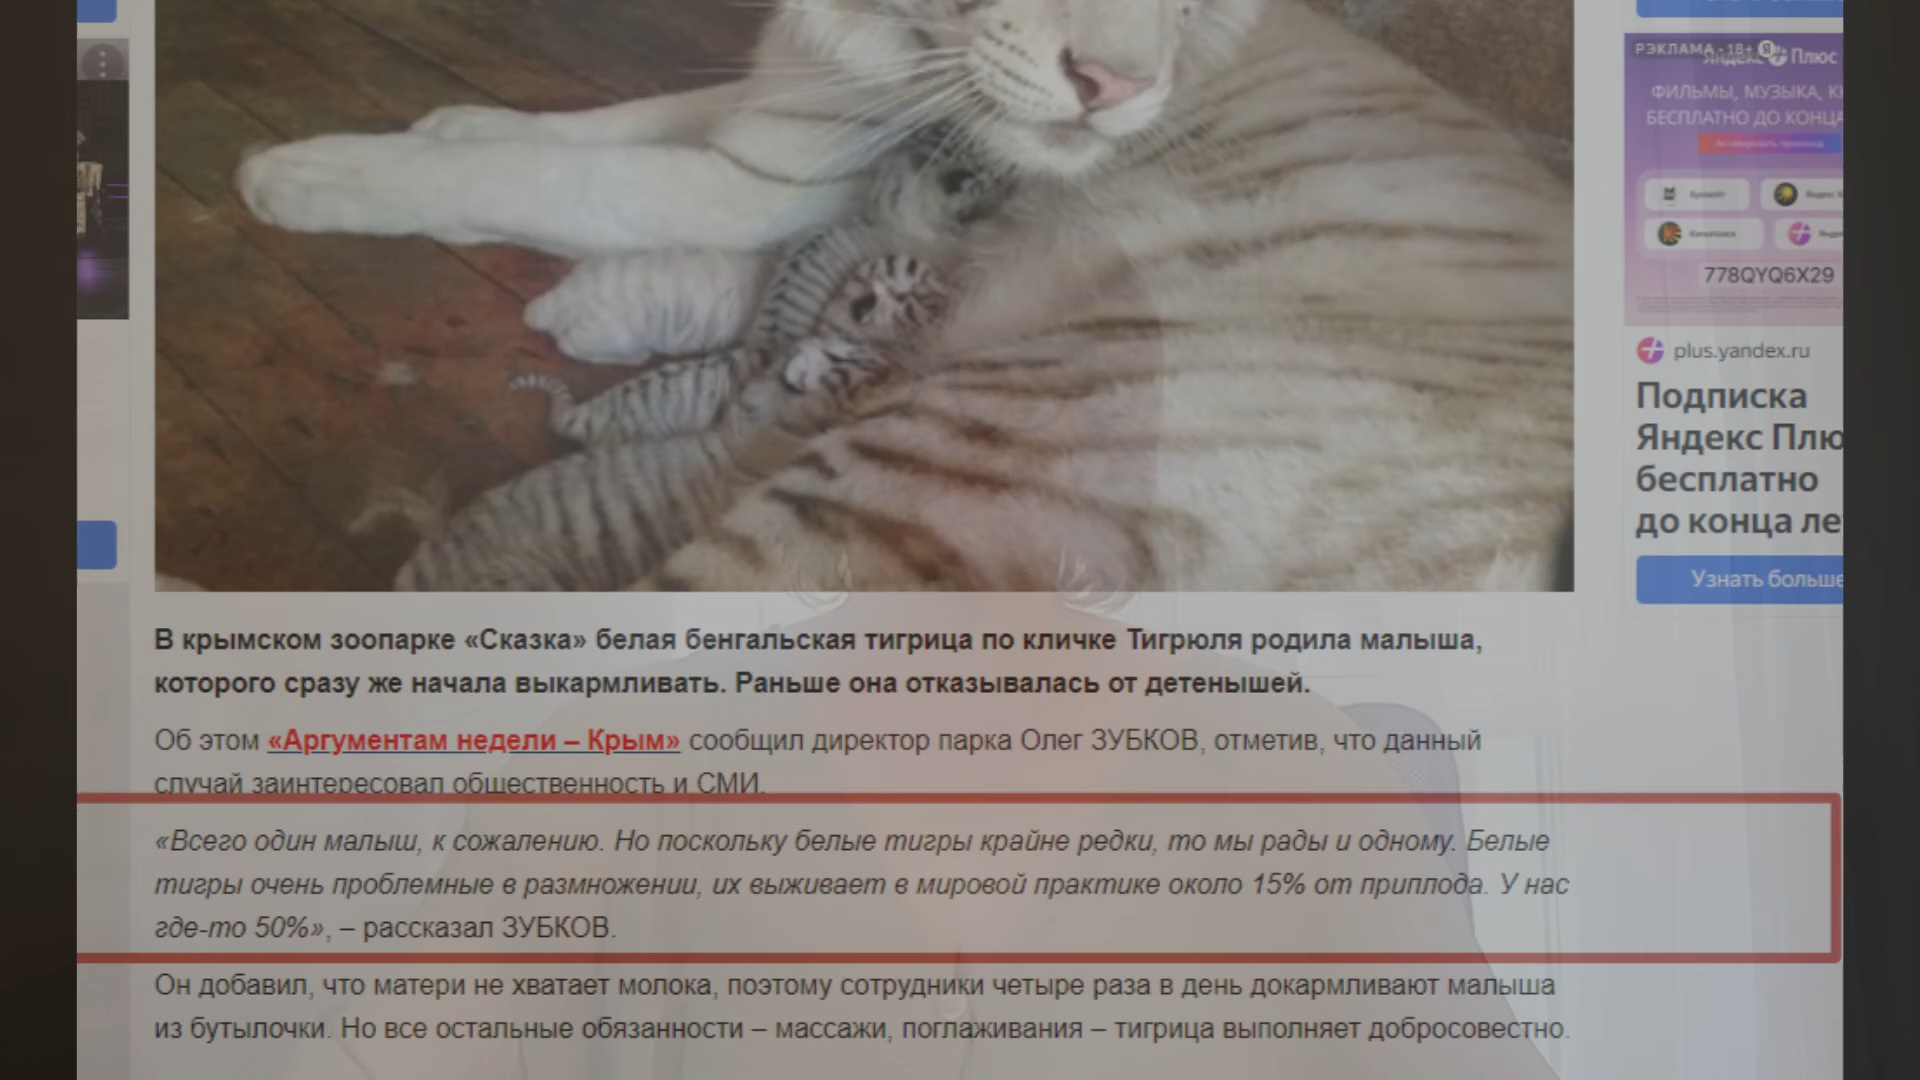 РЭКЛАМА • 18+
Яндекс Плюс
ФИЛЬМЫ, МУЗЫКА,
БЕСПЛАТНО ДО КОНЦА
Активировать промокод
778QYQ6X29
plus.yandex.ru
Подписка
Яндекс Плю
бесплатно
до конца ле
Узнать больше
В крымском зоопарке «Сказка» белая бенгальская тигрица по кличке Тигрюля родила малыша,
которого сразу же начала выкармливать. Раньше она отказывалась от детенышей.
Об этом «Аргументам недели – Крым» сообщил директор парка Олег ЗУБКОВ, отметив, что данный
случай заинтересовал общественность и СМИ.
«Всего один малыш, к сожалению. Но поскольку белые тигры крайне редки, то мы рады и одному. Белые
тигры очень проблемные в размножении, их выживает в мировой практике около 15% от приплода. У нас
где-то 50%», – рассказал ЗУБКОВ.
Он добавил, что матери не хватает молока, поэтому сотрудники четыре раза в день докармливают малыша
из бутылочки. Но все остальные обязанности – массажи, поглаживания – тигрица выполняет добросовестно.